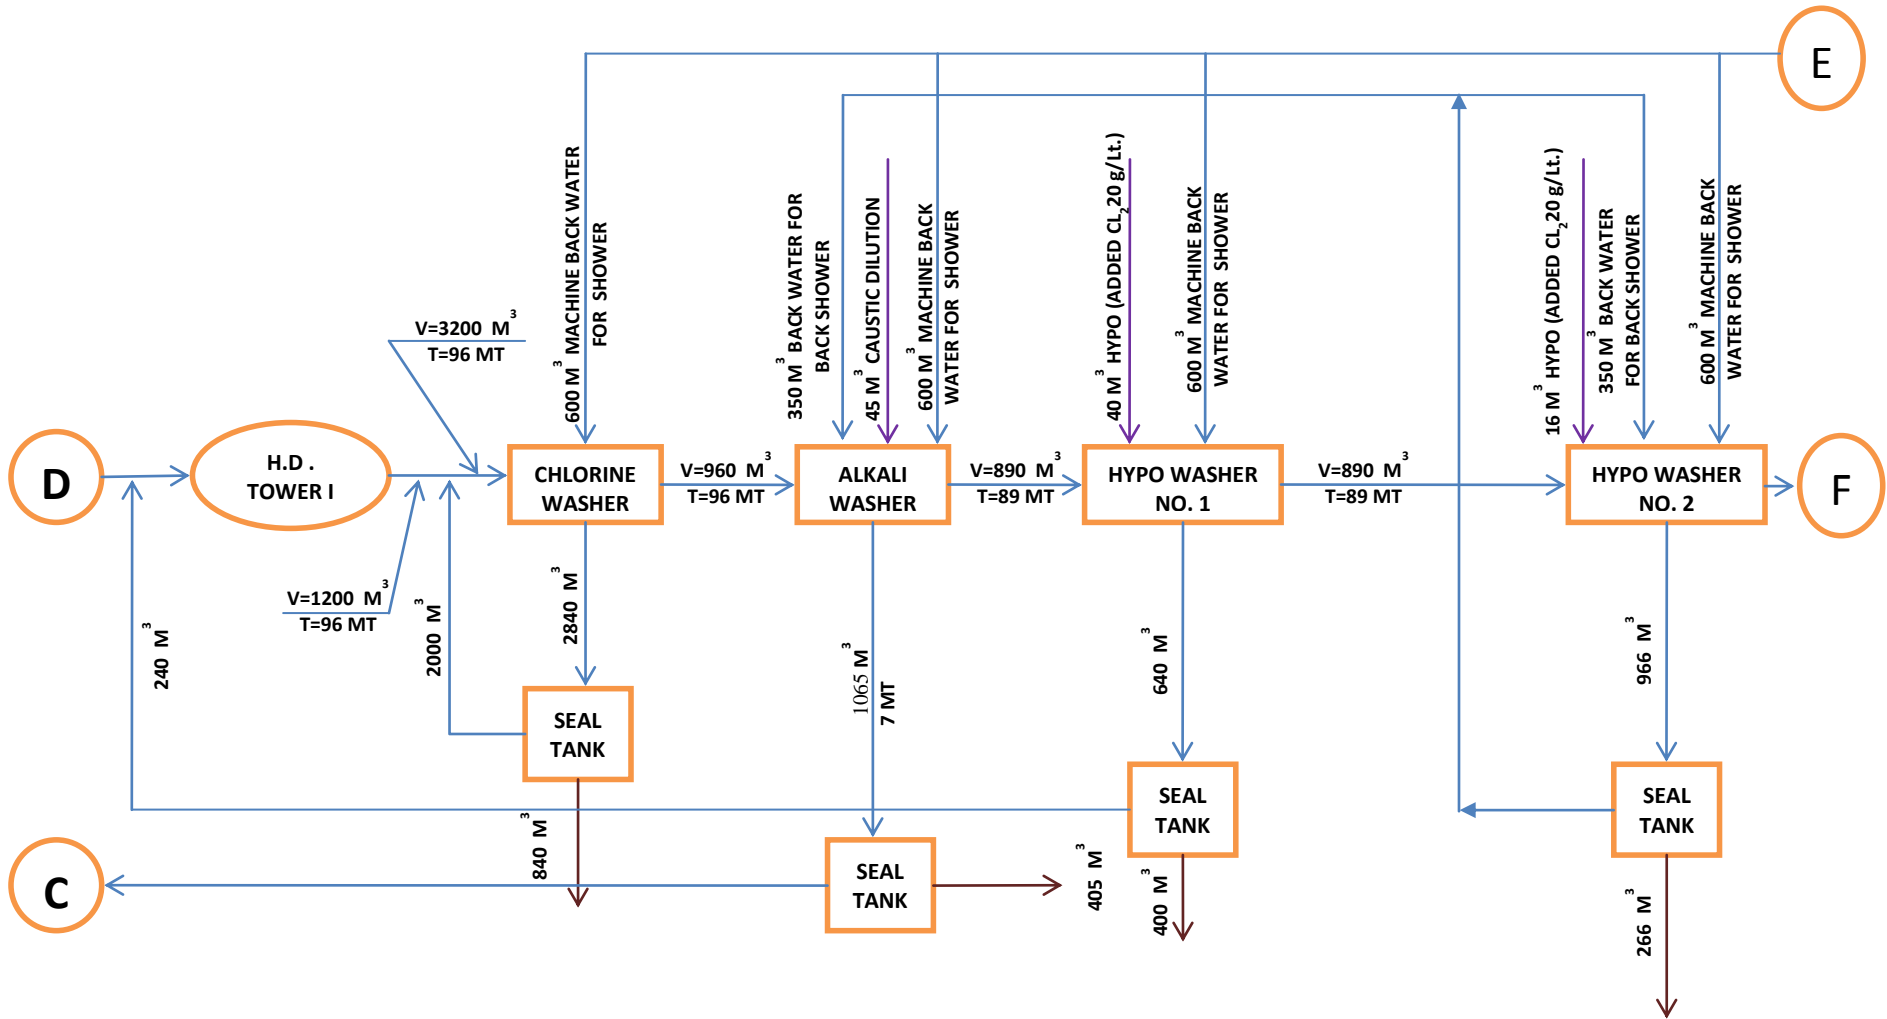 E
600 M3 MACHINE BACK WATER
FOR SHOWER
350 M3 BACK WATER FOR
BACK SHOWER
45 M3 CAUSTIC DILUTION
600 M3 MACHINE BACK
WATER FOR SHOWER
40 M3 HYPO (ADDED CL2 20 g/Lt.)
600 M3 MACHINE BACK
WATER FOR SHOWER
16 M3 HYPO (ADDED CL2 20 g/Lt.)
350 M3 BACK WATER
FOR BACK SHOWER
600 M3 MACHINE BACK
WATER FOR SHOWER
V=3200 M3
T=96 MT
D
H.D .
TOWER I
CHLORINE
WASHER
V=960 M3
T=96 MT
ALKALI
WASHER
V=890 M3
T=89 MT
HYPO WASHER
NO. 1
V=890 M3
T=89 MT
HYPO WASHER
NO. 2
F
V=1200 M3
T=96 MT
240 M3
2000 M3
2840 M3
1065 M3
7 MT
640 M3
966 M3
SEAL
TANK
SEAL
TANK
SEAL
TANK
C
840 M3
SEAL
TANK
405 M3
400 M3
266 M3